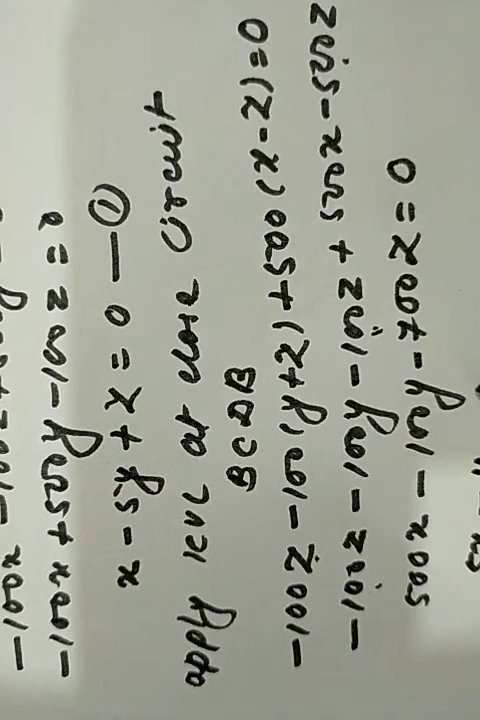 -100x + 500y - 100z = 0
x - 5y + z = 0 — ①
apply KVL at close circuit
BCDB
-100z - 100(y+z) + 500(x-z) = 0
-100z - 100y - 100z + 500x - 500z
500x - 100y - 700z = 0